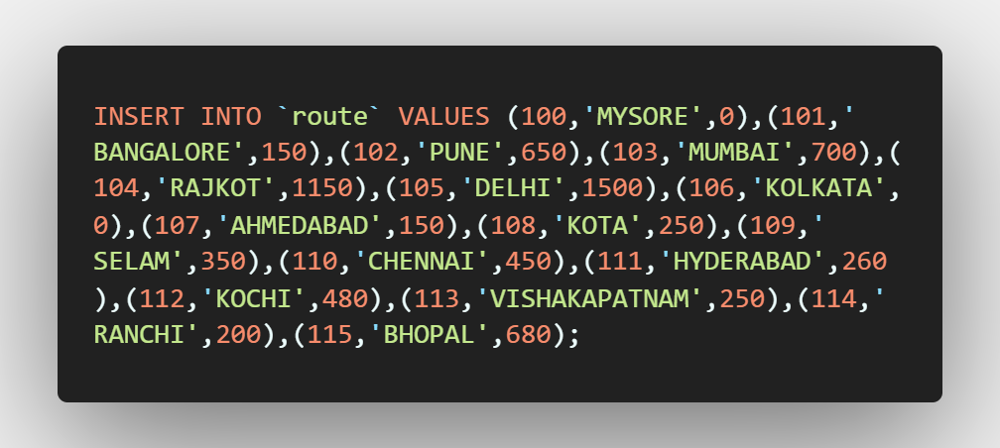 INSERT INTO `route` VALUES (100,'MYSORE',0),(101,'
BANGALORE',150),(102,'PUNE',650),(103,'MUMBAI',700),(
104,'RAJKOT',1150),(105,'DELHI',1500),(106,'KOLKATA',
0),(107,'AHMEDABAD',150),(108,'KOTA',250),(109,'
SELAM',350),(110,'CHENNAI',450),(111,'HYDERABAD',260
),(112,'KOCHI',480),(113,'VISHAKAPATNAM',250),(114,'
RANCHI',200),(115,'BHOPAL',680);